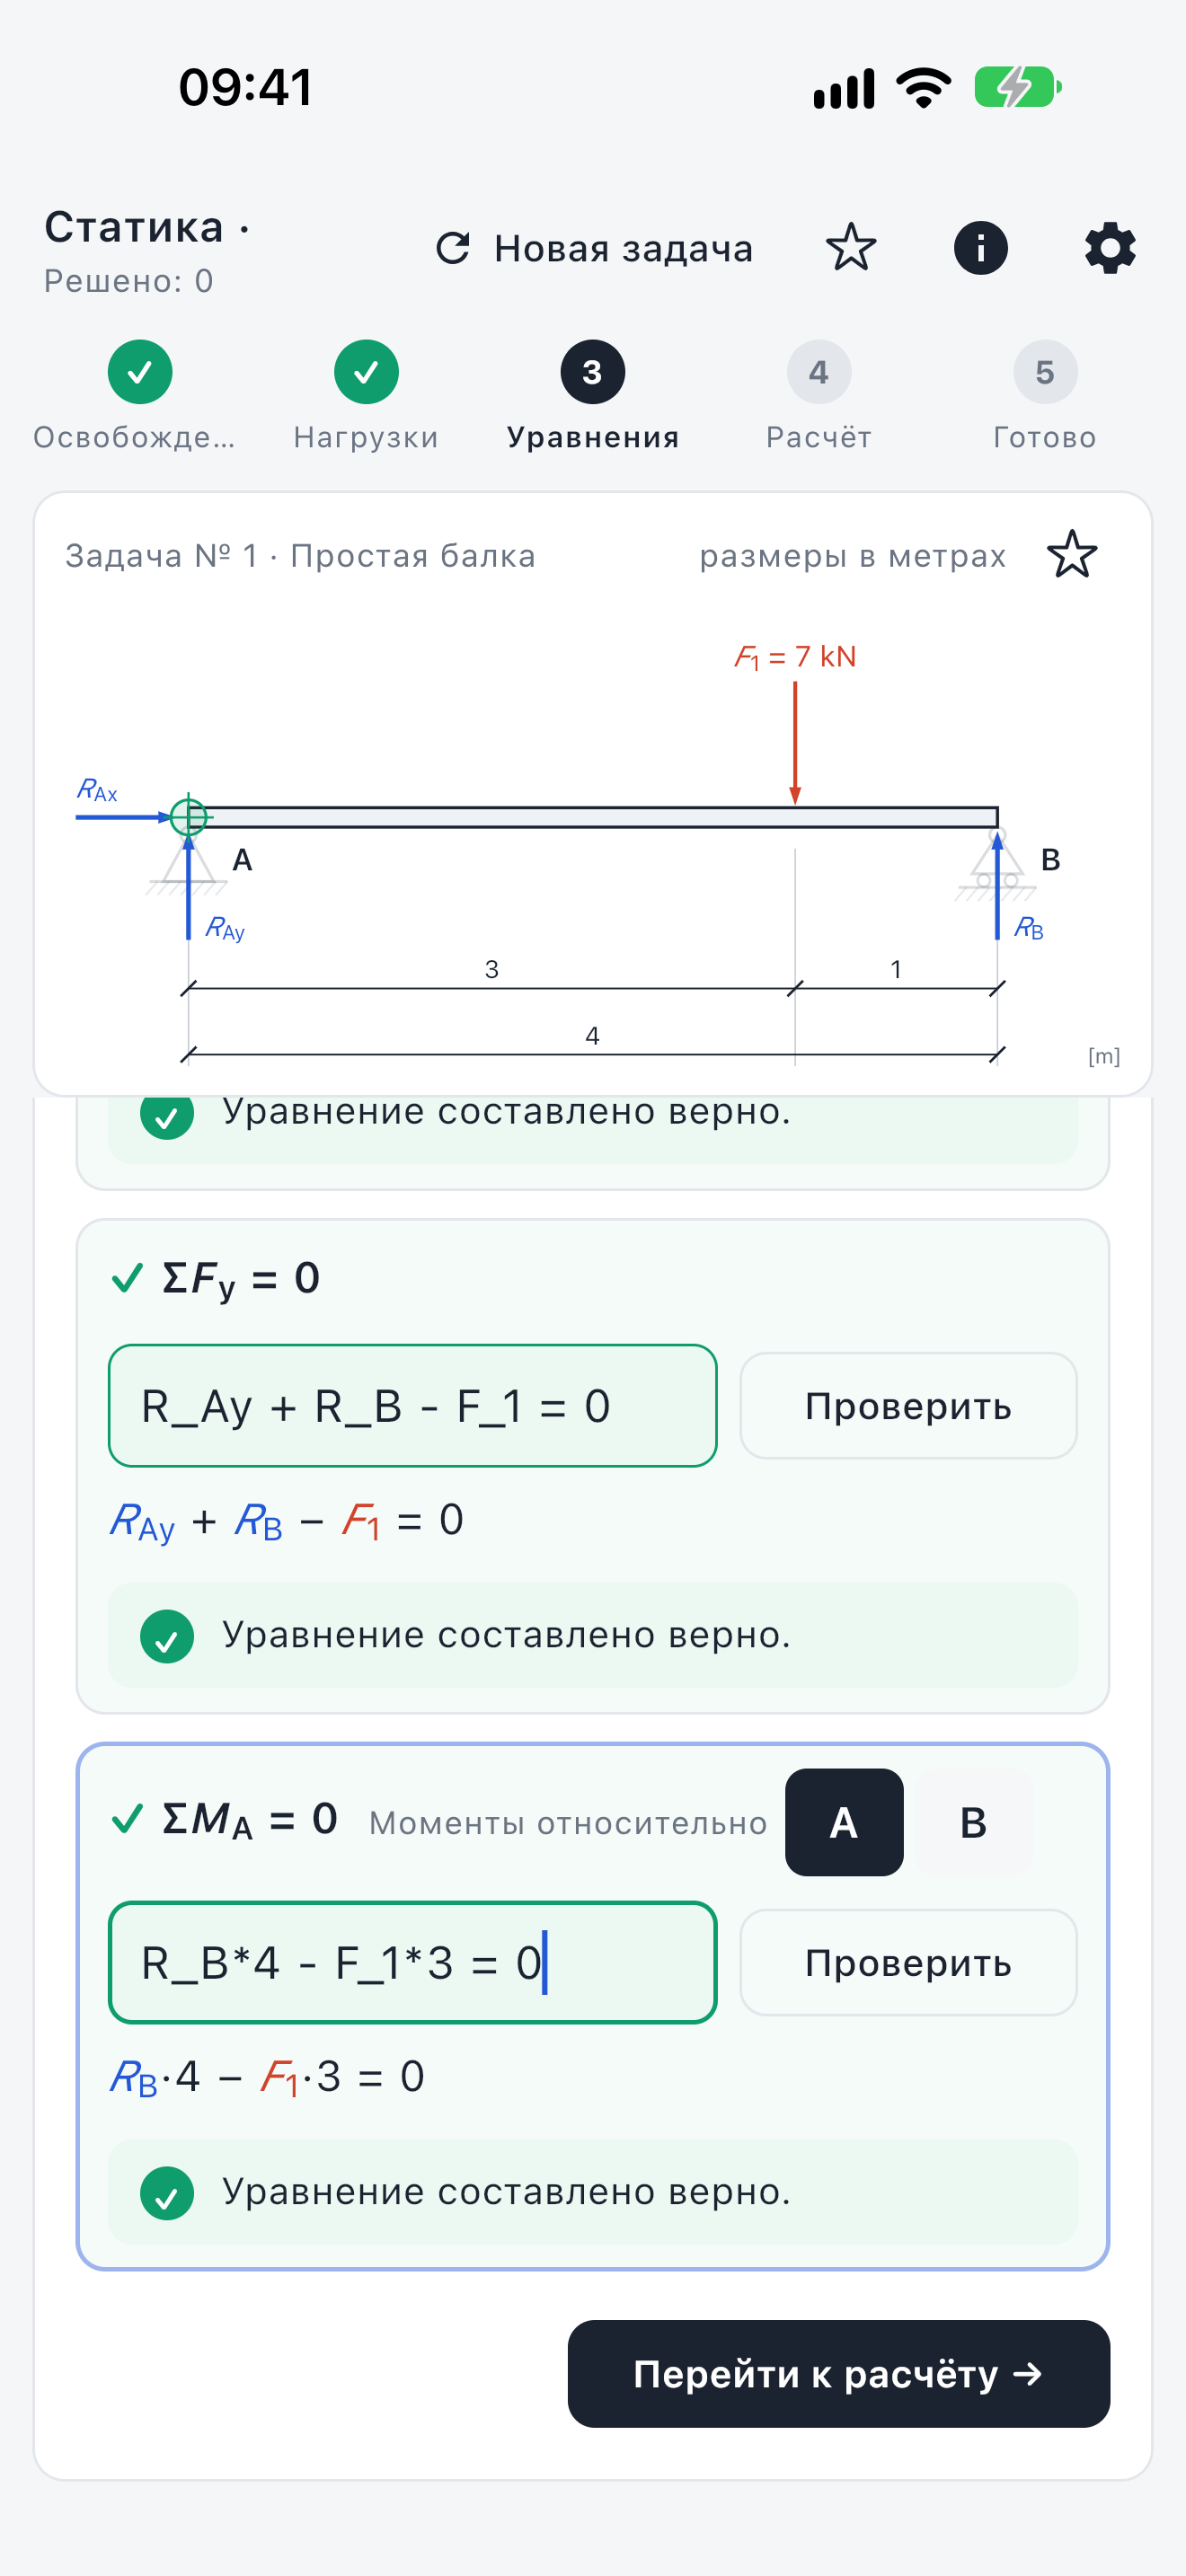 09:41
Статика ·
Решено: 0
Новая задача
3
4
5
Освобожде...
Нагрузки
Уравнения
Расчёт
Готово
Задача № 1 · Простая балка
размеры в метрах
F1 = 7 kN
RAx
A
B
RAy
RB
3
1
4
[m]
Уравнение составлено верно.
ΣFy = 0
R_Ay + R_B - F_1 = 0
Проверить
RAy + RB − F1 = 0
Уравнение составлено верно.
ΣMA = 0
Моменты относительно
A
B
R_B*4 - F_1*3 = 0
Проверить
RB·4 − F1·3 = 0
Уравнение составлено верно.
Перейти к расчёту →